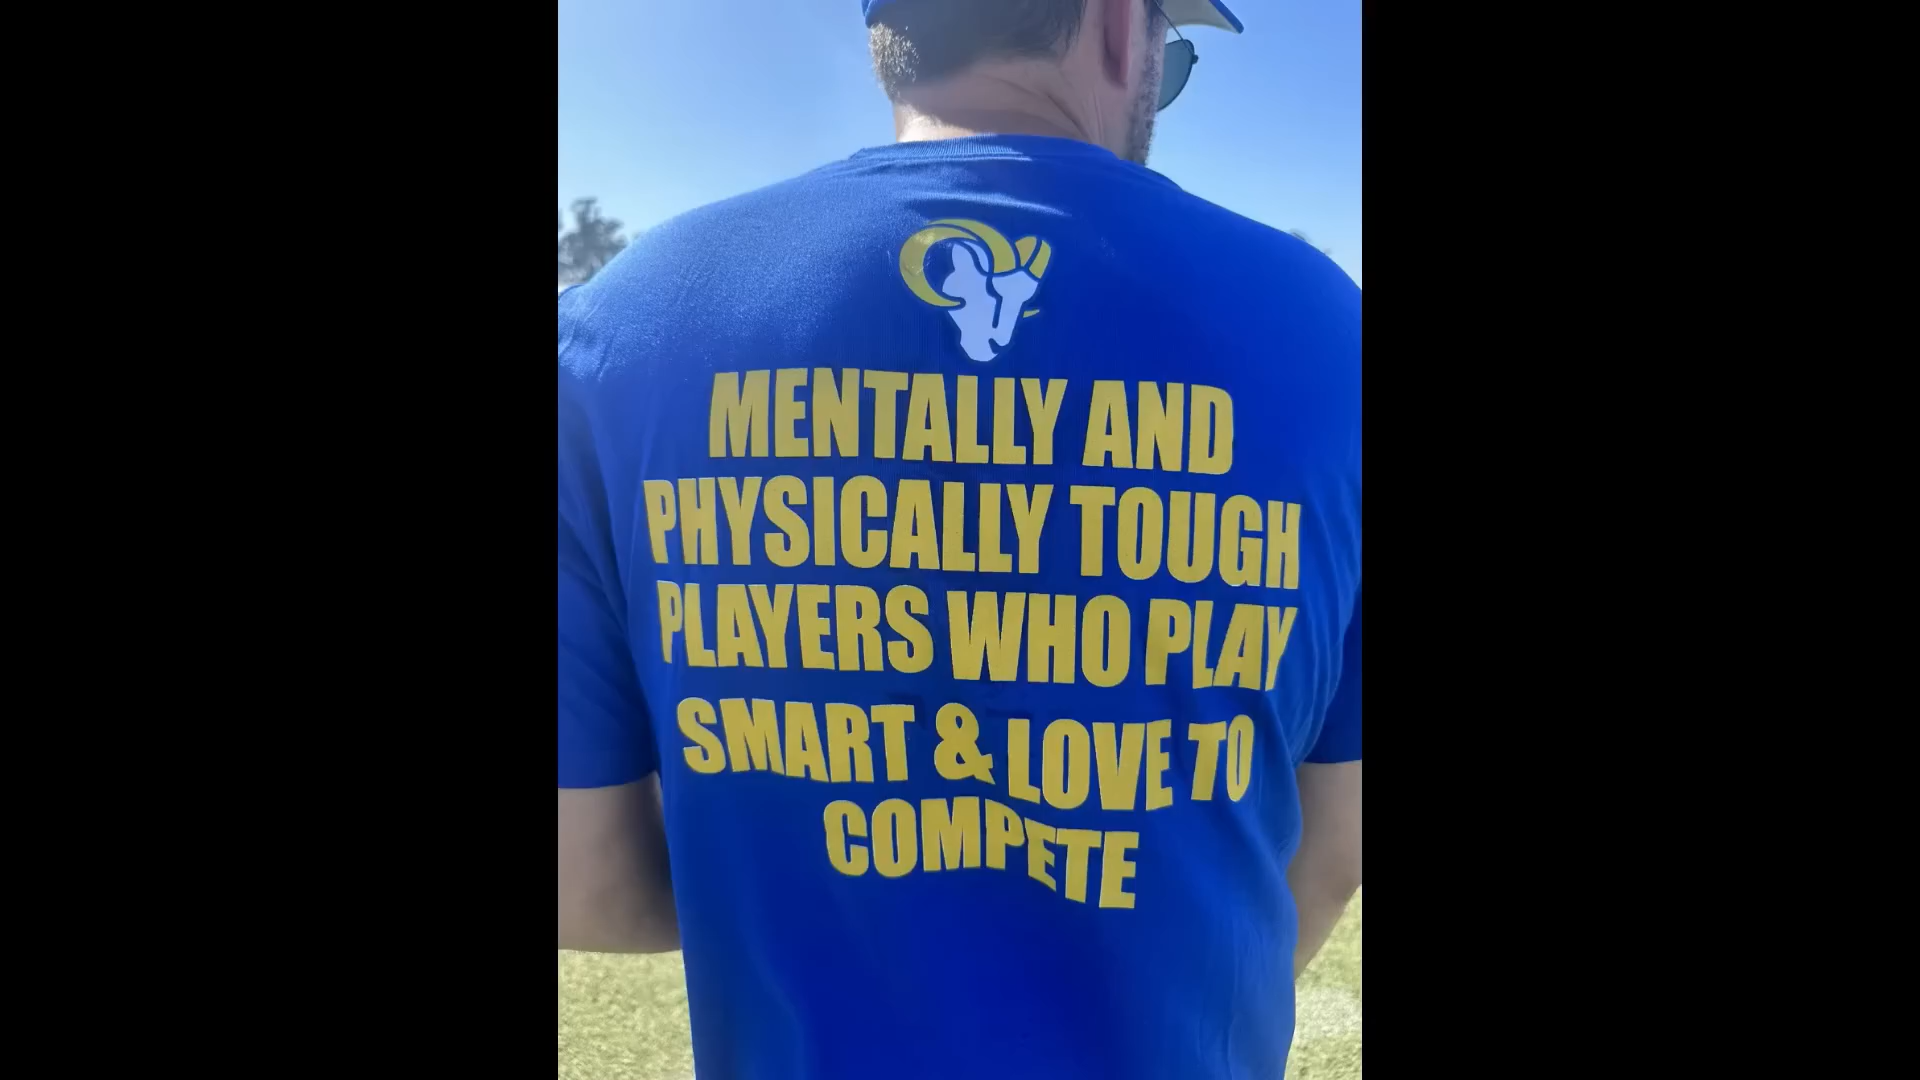 MENTALLY AND
PHYSICALLY TOUGH
PLAYERS WHO PLAY
SMART & LOVE TO
COMPETE